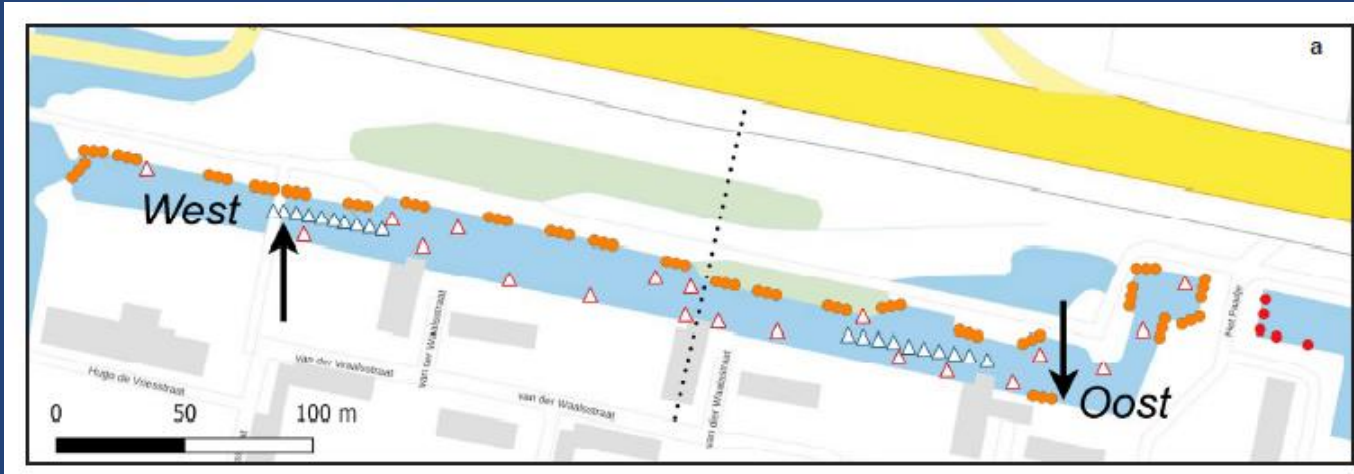 a
West
Hugo de Vriesstraat
van der Waalsstraat
van der Waalsstraat
van der Waalsstraat
van der Waalsstraat
Het Paadje
Oost
0 50 100 m